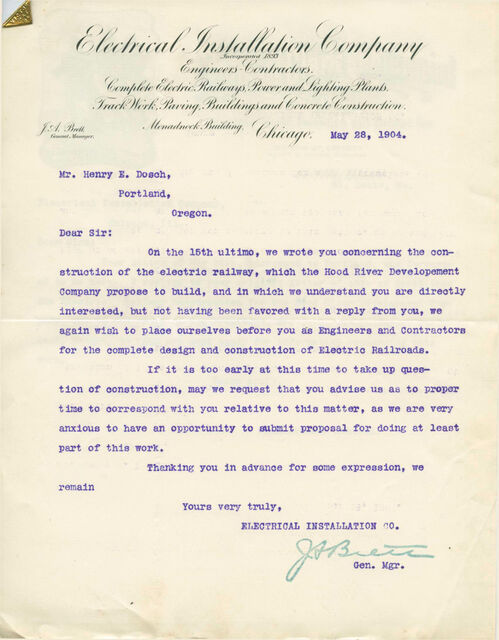 Electrical Installation Company
Incorporated 1893
Engineers-Contractors.
Complete Electric Railways, Power and Lighting Plants.
Track Work, Paving, Buildings and Concrete Construction.
J. A. Brett,
General Manager.
Monadnock Building,
Chicago, May 28, 1904.
Mr. Henry E. Dosch,
Portland,
Oregon.
Dear Sir:
On the 15th ultimo, we wrote you concerning the con-
struction of the electric railway, which the Hood River Developement
Company propose to build, and in which we understand you are directly
interested, but not having been favored with a reply from you, we
again wish to place ourselves before you as Engineers and Contractors
for the complete design and construction of Electric Railroads.
If it is too early at this time to take up ques-
tion of construction, may we request that you advise us as to proper
time to correspond with you relative to this matter, as we are very
anxious to have an opportunity to submit proposal for doing at least
part of this work.
Thanking you in advance for some expression, we
remain
Yours very truly,
ELECTRICAL INSTALLATION CO.
J A Brett
Gen. Mgr.